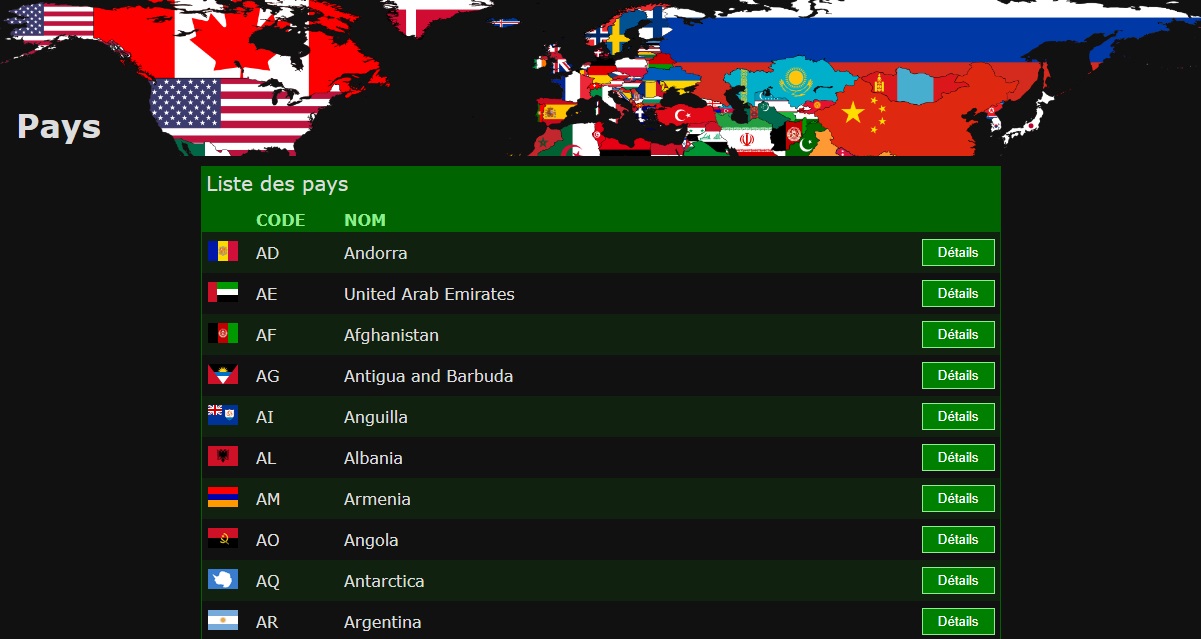 Pays
Liste des pays
CODE NOM
AD Andorra Détails
AE United Arab Emirates Détails
AF Afghanistan Détails
AG Antigua and Barbuda Détails
AI Anguilla Détails
AL Albania Détails
AM Armenia Détails
AO Angola Détails
AQ Antarctica Détails
AR Argentina Détails